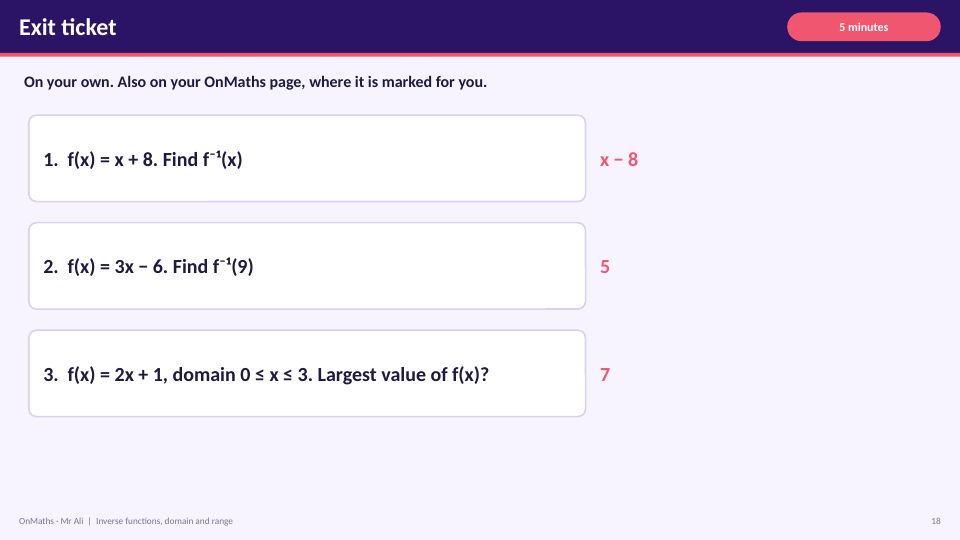 Exit ticket
5 minutes
On your own. Also on your OnMaths page, where it is marked for you.
1. f(x) = x + 8. Find f⁻¹(x)
x − 8
2. f(x) = 3x − 6. Find f⁻¹(9)
5
3. f(x) = 2x + 1, domain 0 ≤ x ≤ 3. Largest value of f(x)?
7
OnMaths · Mr Ali | Inverse functions, domain and range
18